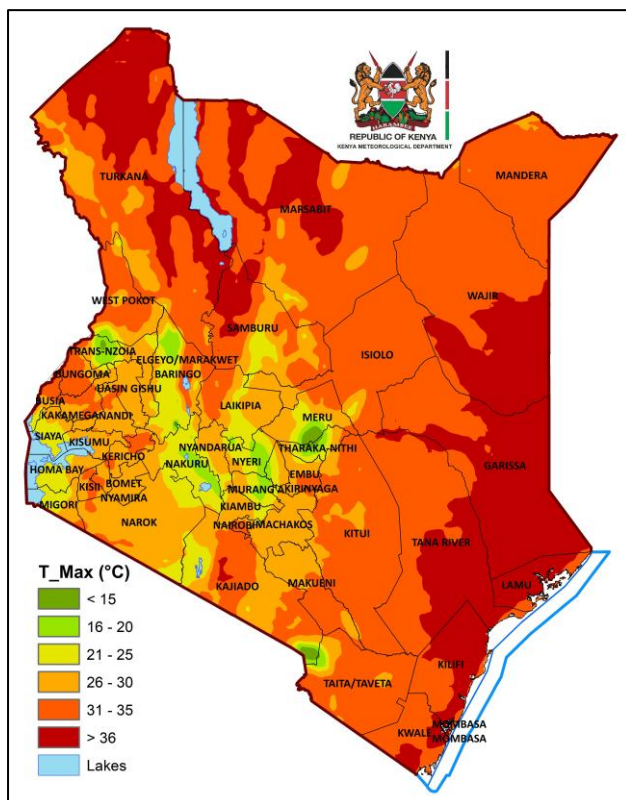 REPUBLIC OF KENYA
KENYA METEOROLOGICAL DEPARTMENT
MANDERA
TURKANA
MARSABIT
WAJIR
WEST POKOT
SAMBURU
TRANS-NZOIA
ELGEYO/MARAKWET
ISIOLO
BUNGOMA
BARINGO
UASIN GISHU
BUSIA
LAIKIPIA
KAKAMEGA
NANDI
MERU
SIAYA
KISUMU
NYANDARUA
THARAKA-NITHI
KERICHO
GARISSA
HOMA BAY
NAKURU
NYERI
EMBU
KISII
BOMET
MURANG'A
KIRINYAGA
NYAMIRA
MIGORI
KIAMBU
NAROK
NAIROBI
MACHAKOS
KITUI
TANA RIVER
KAJIADO
MAKUENI
LAMU
KILIFI
TAITA/TAVETA
KWALE
MOMBASA
MOMBASA
T_Max (°C)
< 15
16 - 20
21 - 25
26 - 30
31 - 35
> 36
Lakes